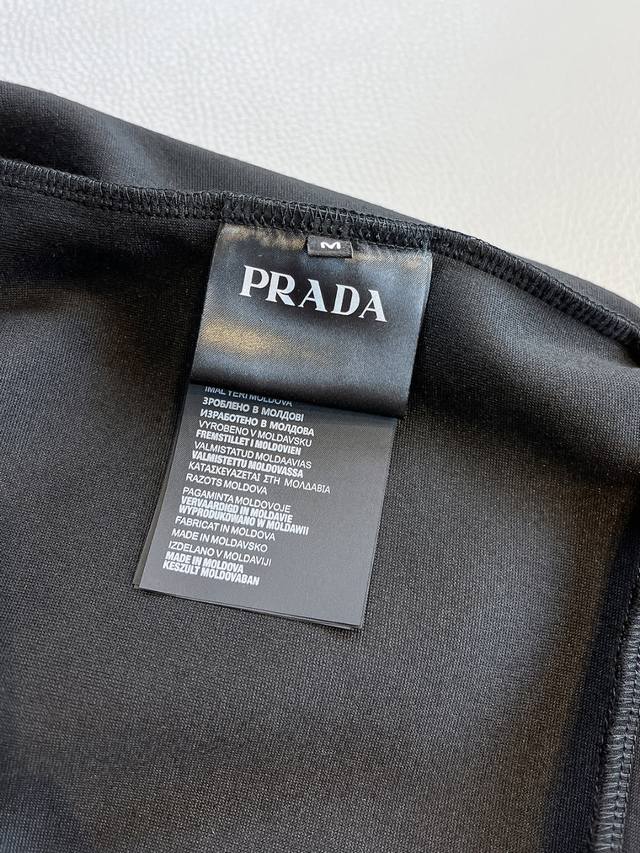 M
PRADA
IMAL YERI MOLDOVA
ЗРОБЛЕНО В МОЛДОВІ
ИЗРАБОТЕНО В МОЛДОВА
VYROBENO V MOLDAVSKU
FREMSTILLET I MOLDOVIEN
VALMISTATUD MOLDAAVIAS
VALMISTETTU MOLDOVASSA
ΚΑΤΑΣΚΕΥΑΖΕΤΑΙ ΣΤΗ ΜΟΛΔΑΒΙΑ
RAZOTS MOLDOVA
PAGAMINTA MOLDOVOJE
VERVAARDIGD IN MOLDAVIE
WYPRODUKOWANO W MOLDAWII
FABRICAT IN MOLDOVA
MADE IN MOLDAVSKO
IZDELANO V MOLDAVIJI
MADE IN MOLDOVA
KESZULT MOLDOVABAN